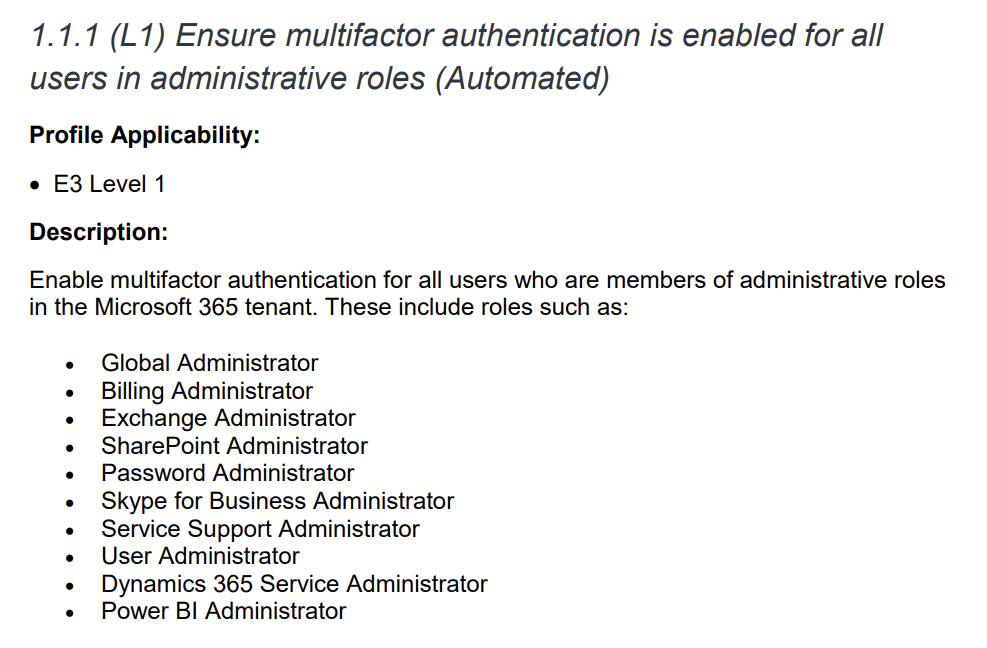 1.1.1 (L1) Ensure multifactor authentication is enabled for all
users in administrative roles (Automated)
Profile Applicability:
• E3 Level 1
Description:
Enable multifactor authentication for all users who are members of administrative roles
in the Microsoft 365 tenant. These include roles such as:
• Global Administrator
• Billing Administrator
• Exchange Administrator
• SharePoint Administrator
• Password Administrator
• Skype for Business Administrator
• Service Support Administrator
• User Administrator
• Dynamics 365 Service Administrator
• Power BI Administrator